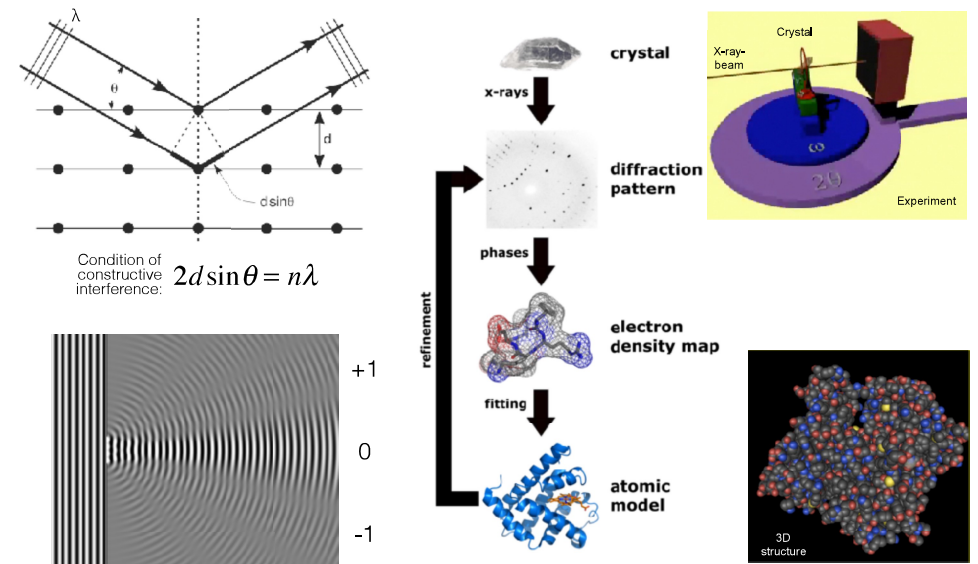 λ
θ
d
d sinθ
Condition of
constructive
interference:
2d sin θ = nλ
+1
0
-1
crystal
x-rays
diffraction
pattern
phases
refinement
electron
density map
fitting
atomic
model
Crystal
X-ray-
beam
ω
2θ
Experiment
3D
structure